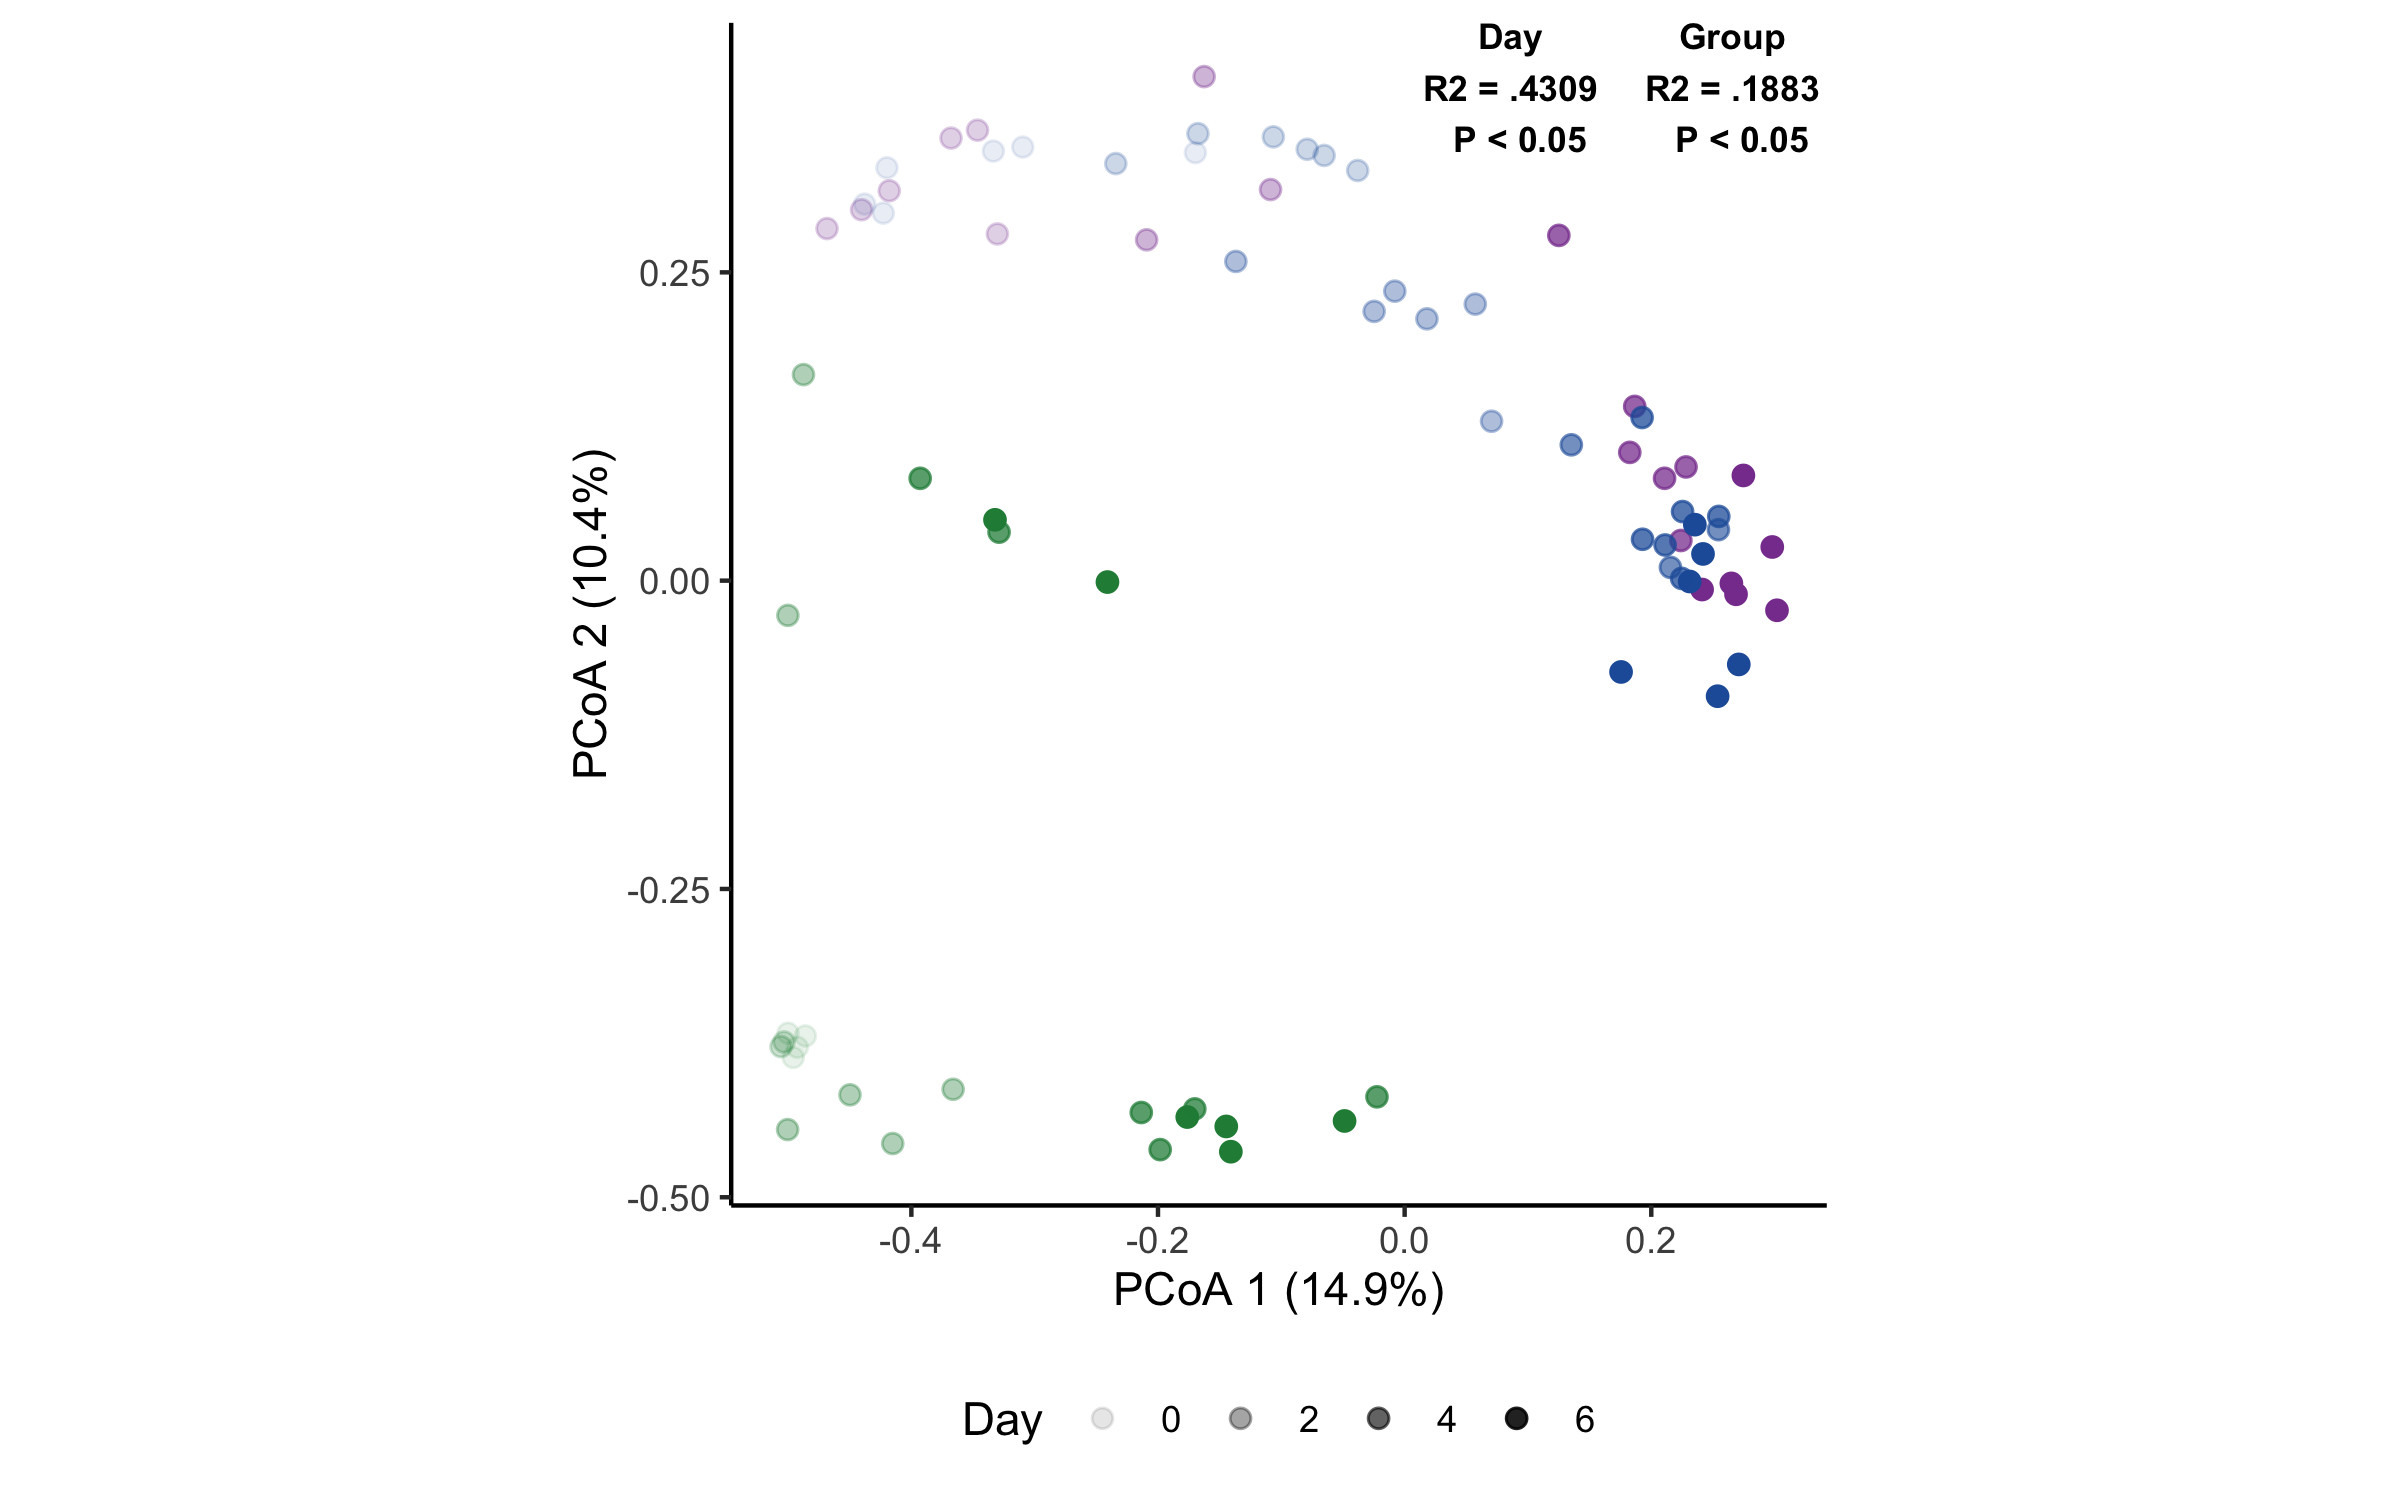 Day Group
R2 = .4309 R2 = .1883
P < 0.05 P < 0.05
0.25
0.00
-0.25
-0.50
PCoA 2 (10.4%)
-0.4 -0.2 0.0 0.2
PCoA 1 (14.9%)
Day 0 2 4 6